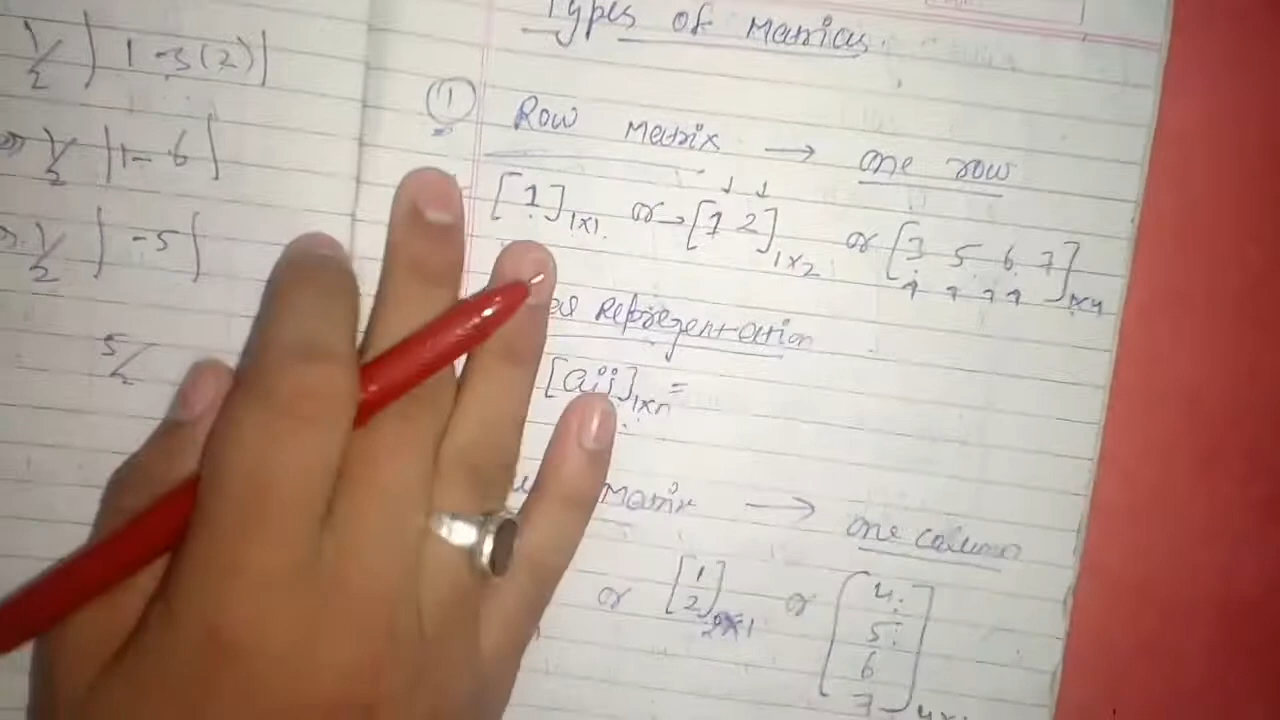 1/2 | 1 - 3(2) |
⇒ 1/2 | 1 - 6 |
1/2 | -5 |
5/2
Types of Matrices.
① Row Matrix → one row
[1]1x1. or → [1 2]1x2 or [3 5 6 7]1x4
Representation
[aij]1xn =
Matrix → one column
or [1 2]2x1 or [4 5 6 7]4x1